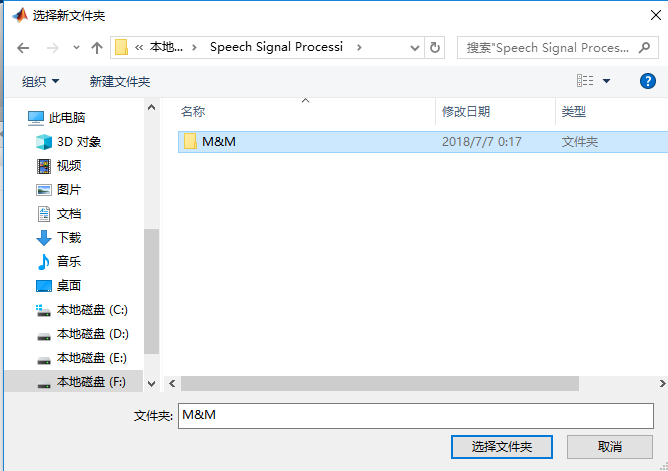 选择新文件夹
« 本地... › Speech Signal Processi ›
搜索"Speech Signal Proces...
组织 新建文件夹
名称 修改日期 类型
M&M 2018/7/7 0:17 文件夹
此电脑
3D 对象
视频
图片
文档
下载
音乐
桌面
本地磁盘 (C:)
本地磁盘 (D:)
本地磁盘 (E:)
本地磁盘 (F:)
文件夹: M&M
选择文件夹 取消